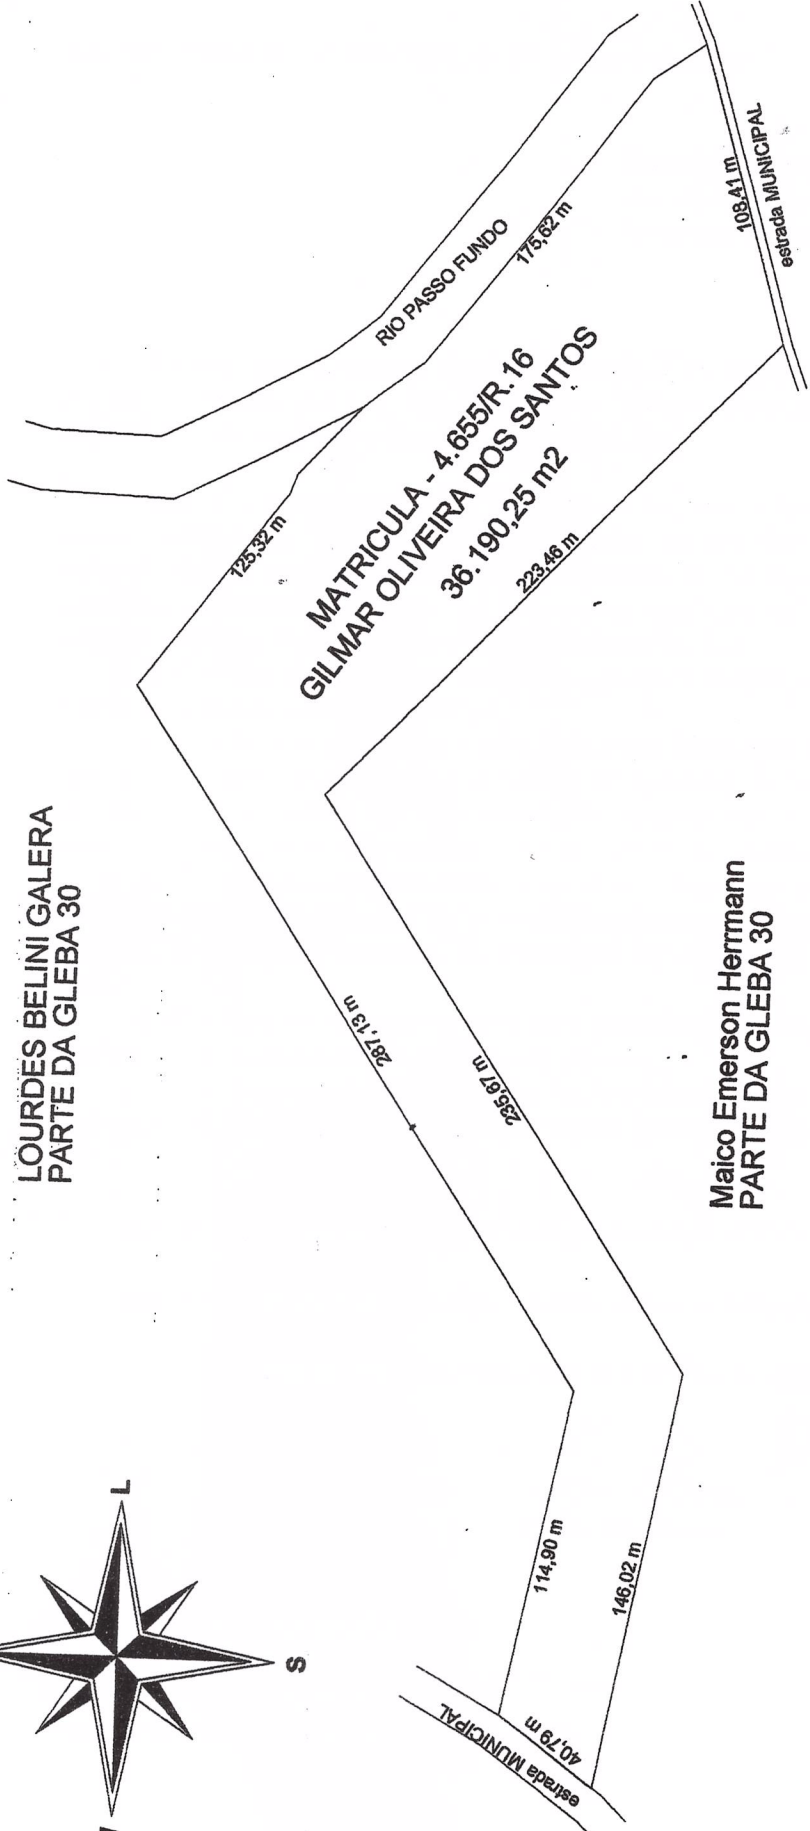 LOURDES BELINI GALERA
PARTE DA GLEBA 30
RIO PASSO FUNDO
175,62 m
108,41 m
estrada MUNICIPAL
125,32 m
MATRICULA - 4.655/R.16
GILMAR OLIVEIRA DOS SANTOS
36.190,25 m2
223,46 m
287,13 m
235,67 m
Maico Emerson Herrmann
PARTE DA GLEBA 30
L
S
114,90 m
146,02 m
40,79 m
estrada MUNICIPAL